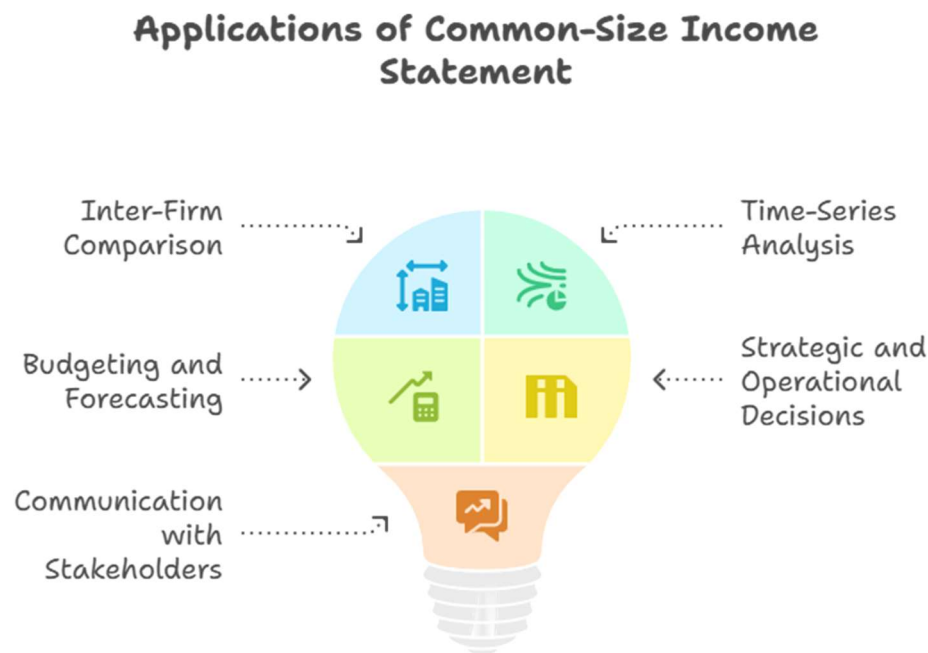 Applications of Common-Size Income
Statement
Inter-Firm
Comparison
Time-Series
Analysis
Budgeting and
Forecasting
Strategic and
Operational
Decisions
Communication
with
Stakeholders